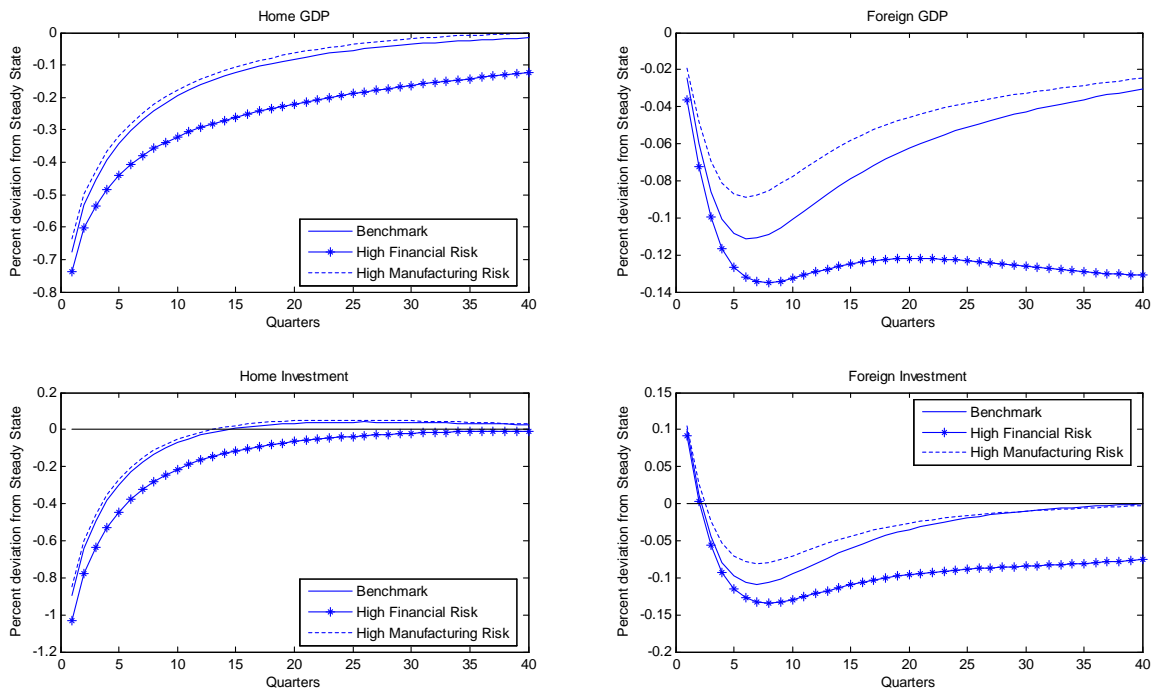 Home GDP
Percent deviation from Steady State
0
-0.1
-0.2
-0.3
-0.4
-0.5
-0.6
-0.7
-0.8
0 5 10 15 20 25 30 35 40
Quarters
Benchmark
High Financial Risk
High Manufacturing Risk
Foreign GDP
Percent deviation from Steady State
0
-0.02
-0.04
-0.06
-0.08
-0.1
-0.12
-0.14
0 5 10 15 20 25 30 35 40
Quarters
Home Investment
Percent deviation from Steady State
0.2
0
-0.2
-0.4
-0.6
-0.8
-1
-1.2
0 5 10 15 20 25 30 35 40
Quarters
Benchmark
High Financial Risk
High Manufacturing Risk
Foreign Investment
Percent deviation from Steady State
0.15
0.1
0.05
0
-0.05
-0.1
-0.15
-0.2
0 5 10 15 20 25 30 35 40
Quarters
Benchmark
High Financial Risk
High Manufacturing Risk